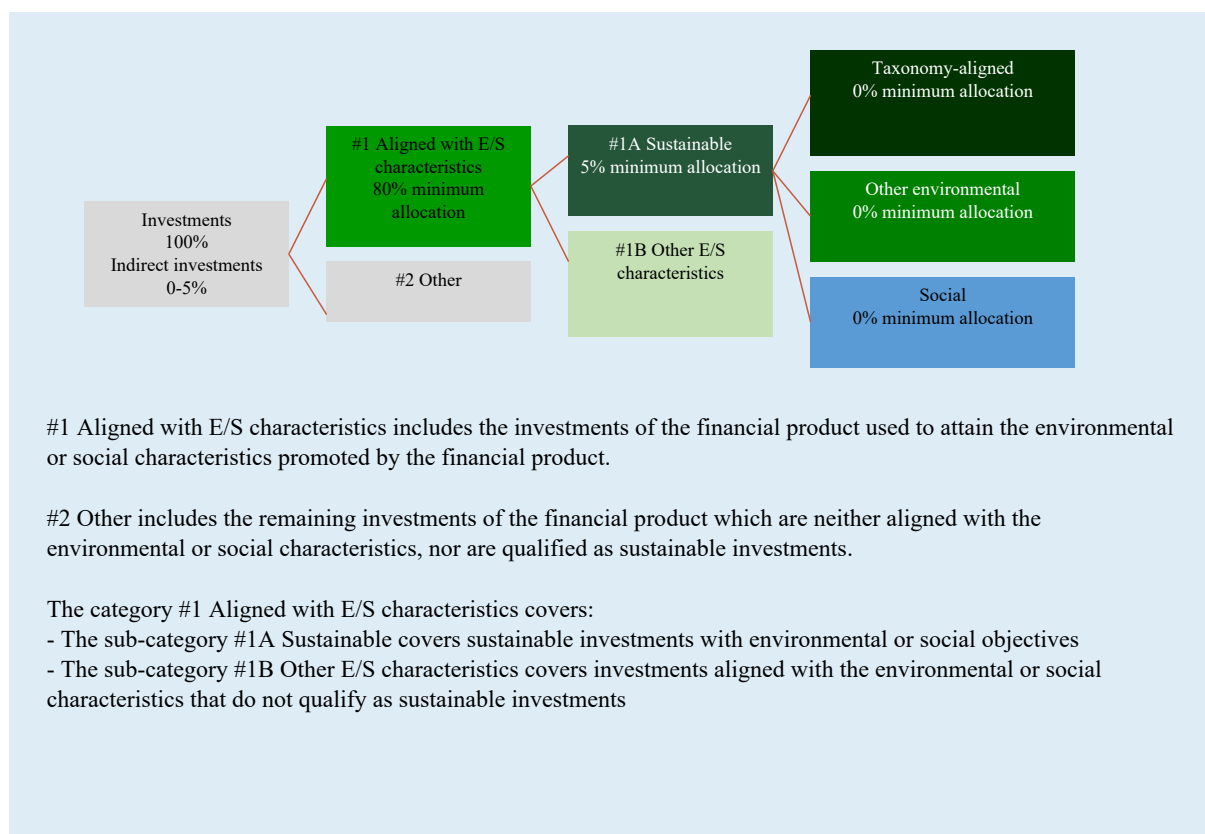 Investments
100%
Indirect investments
0-5%
#1 Aligned with E/S
characteristics
80% minimum
allocation
#2 Other
#1A Sustainable
5% minimum allocation
#1B Other E/S
characteristics
Taxonomy-aligned
0% minimum allocation
Other environmental
0% minimum allocation
Social
0% minimum allocation
#1 Aligned with E/S characteristics includes the investments of the financial product used to attain the environmental
or social characteristics promoted by the financial product.
#2 Other includes the remaining investments of the financial product which are neither aligned with the
environmental or social characteristics, nor are qualified as sustainable investments.
The category #1 Aligned with E/S characteristics covers:
- The sub-category #1A Sustainable covers sustainable investments with environmental or social objectives
- The sub-category #1B Other E/S characteristics covers investments aligned with the environmental or social
characteristics that do not qualify as sustainable investments